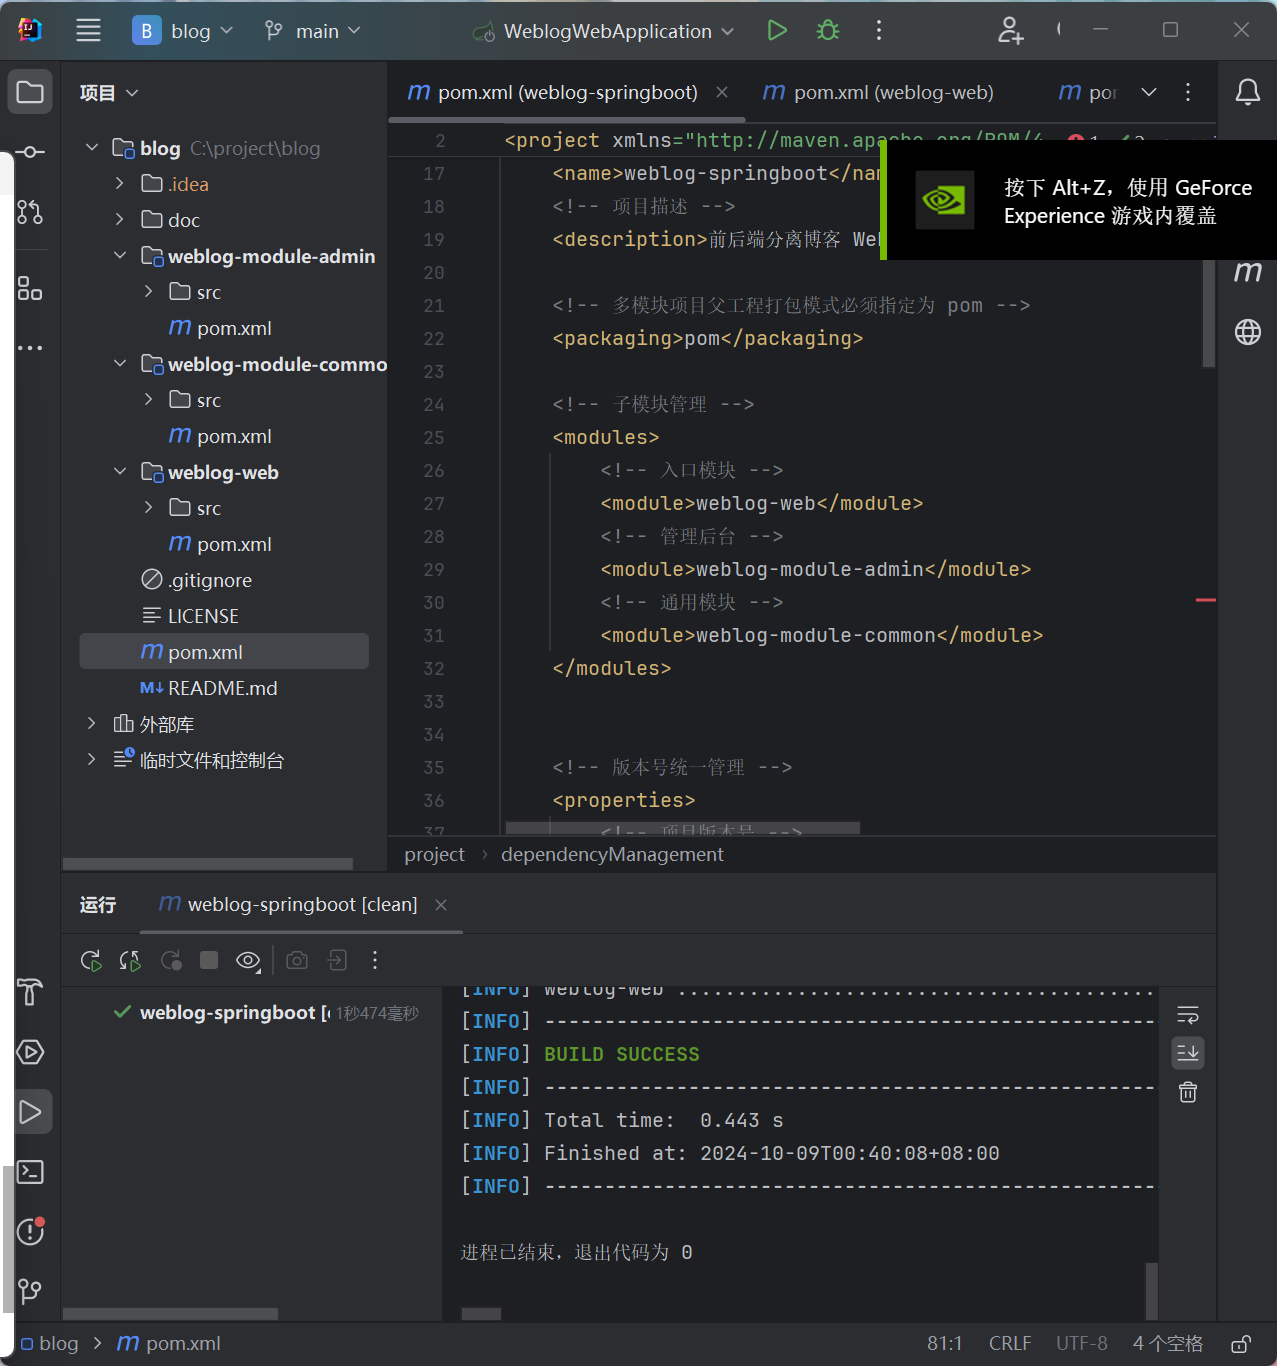 B blog main WeblogWebApplication
项目
pom.xml (weblog-springboot) pom.xml (weblog-web)
blog C:\project\blog
.idea
doc
weblog-module-admin
src
pom.xml
weblog-module-commo
src
pom.xml
weblog-web
src
pom.xml
.gitignore
LICENSE
pom.xml
README.md
外部库
临时文件和控制台
2 <project xmlns="http://maven.apache.org/POM/4
17 <name>weblog-springboot</nam
18 <!-- 项目描述 -->
19 <description>前后端分离博客 We
20
21 <!-- 多模块项目父工程打包模式必须指定为 pom -->
22 <packaging>pom</packaging>
23
24 <!-- 子模块管理 -->
25 <modules>
26 <!-- 入口模块 -->
27 <module>weblog-web</module>
28 <!-- 管理后台 -->
29 <module>weblog-module-admin</module>
30 <!-- 通用模块 -->
31 <module>weblog-module-common</module>
32 </modules>
33
34
35 <!-- 版本号统一管理 -->
36 <properties>
37 <!-- 项目版本号 -->
按下 Alt+Z，使用 GeForce
Experience 游戏内覆盖
project › dependencyManagement
运行 weblog-springboot [clean]
weblog-springboot [c 1秒474毫秒
[INFO] weblog-web ........................................
[INFO] ----------------------------------------------------
[INFO] BUILD SUCCESS
[INFO] ----------------------------------------------------
[INFO] Total time:  0.443 s
[INFO] Finished at: 2024-10-09T00:40:08+08:00
[INFO] ----------------------------------------------------
进程已结束，退出代码为 0
blog › pom.xml 81:1 CRLF UTF-8 4 个空格